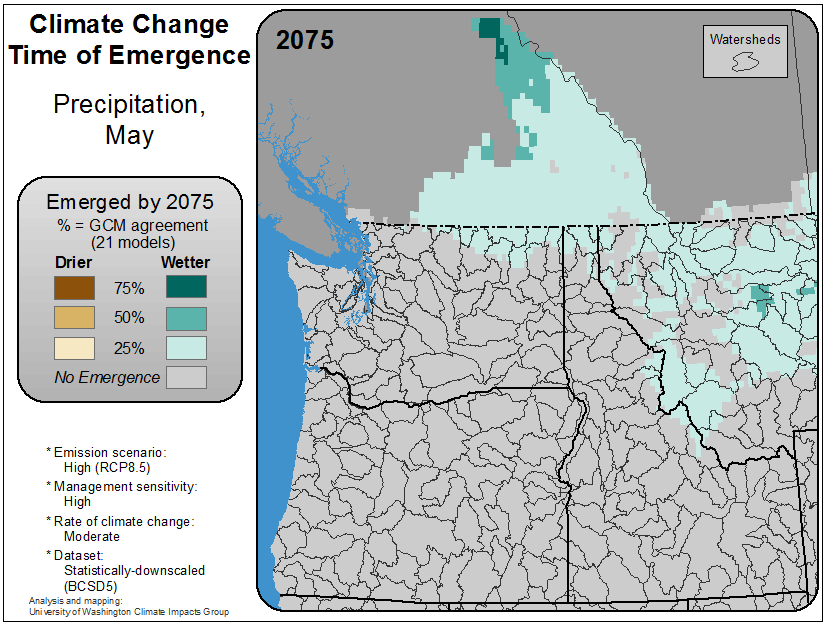 Climate Change
Time of Emergence
Precipitation,
May
Emerged by 2075
% = GCM agreement
(21 models)
Drier Wetter
75%
50%
25%
No Emergence
* Emission scenario:
High (RCP8.5)
* Management sensitivity:
High
* Rate of climate change:
Moderate
* Dataset:
Statistically-downscaled
(BCSD5)
Analysis and mapping:
University of Washington Climate Impacts Group
2075
Watersheds